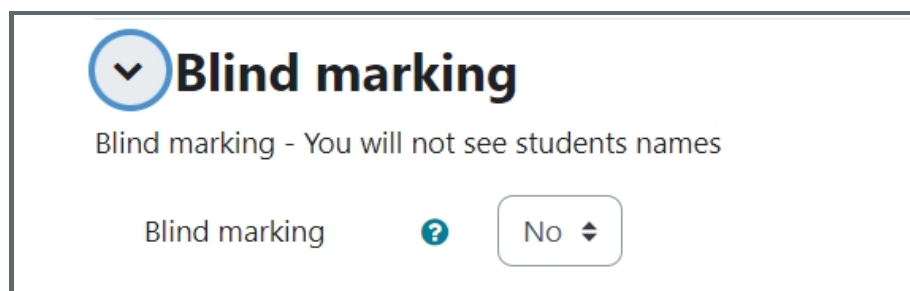 Blind marking
Blind marking - You will not see students names
Blind marking ? No